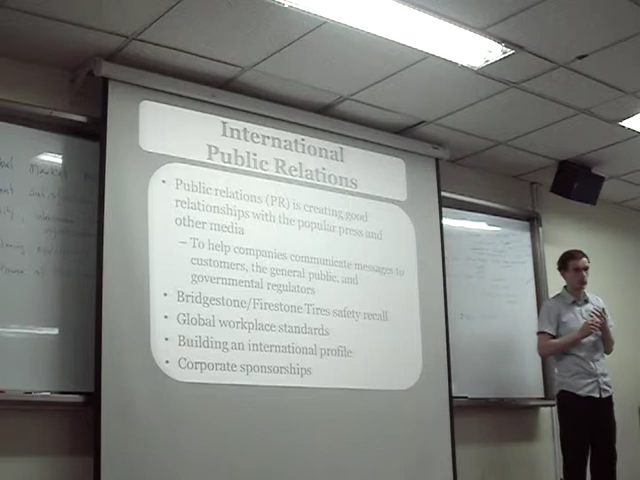 International
Public Relations
• Public relations (PR) is creating good
relationships with the popular press and
other media
– To help companies communicate messages to
customers, the general public, and
governmental regulators
• Bridgestone/Firestone Tires safety recall
• Global workplace standards
• Building an international profile
• Corporate sponsorships